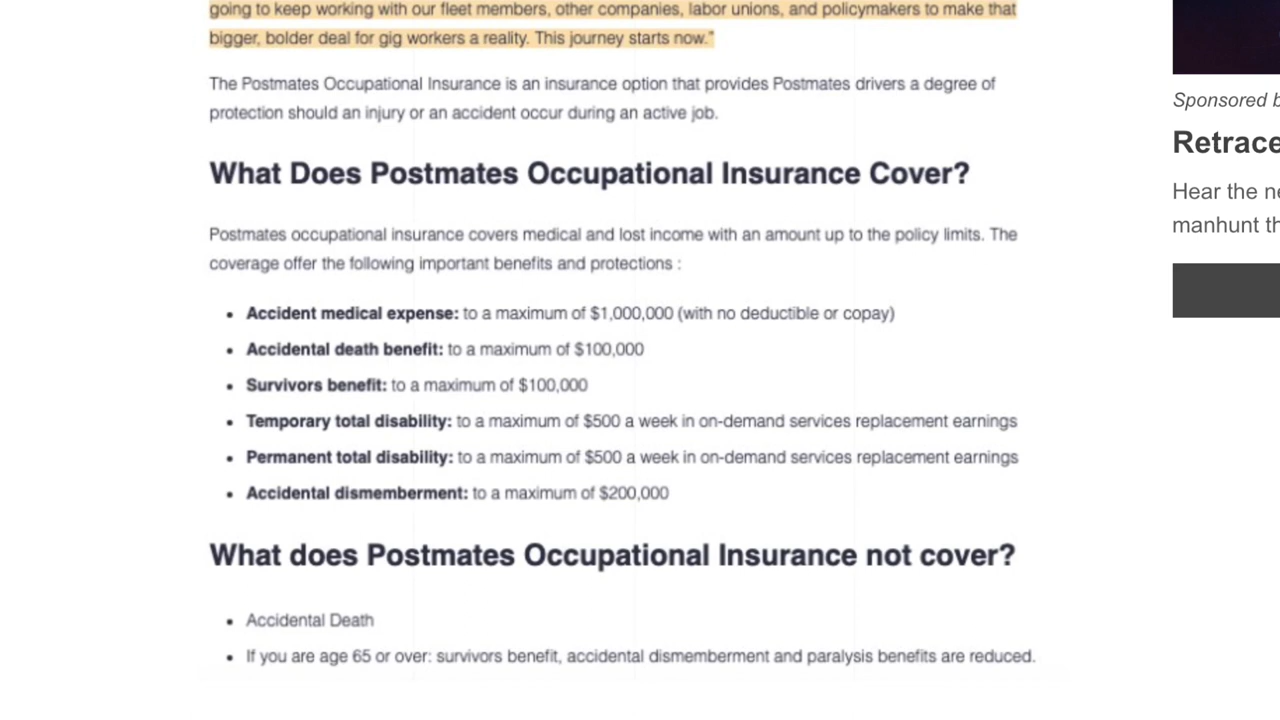 going to keep working with our fleet members, other companies, labor unions, and policymakers to make that
bigger, bolder deal for gig workers a reality. This journey starts now."
The Postmates Occupational Insurance is an insurance option that provides Postmates drivers a degree of
protection should an injury or an accident occur during an active job.
What Does Postmates Occupational Insurance Cover?
Postmates occupational insurance covers medical and lost income with an amount up to the policy limits. The
coverage offer the following important benefits and protections :
• Accident medical expense: to a maximum of $1,000,000 (with no deductible or copay)
• Accidental death benefit: to a maximum of $100,000
• Survivors benefit: to a maximum of $100,000
• Temporary total disability: to a maximum of $500 a week in on-demand services replacement earnings
• Permanent total disability: to a maximum of $500 a week in on-demand services replacement earnings
• Accidental dismemberment: to a maximum of $200,000
What does Postmates Occupational Insurance not cover?
• Accidental Death
• If you are age 65 or over: survivors benefit, accidental dismemberment and paralysis benefits are reduced.
Sponsored b
Retrace
Hear the ne
manhunt th